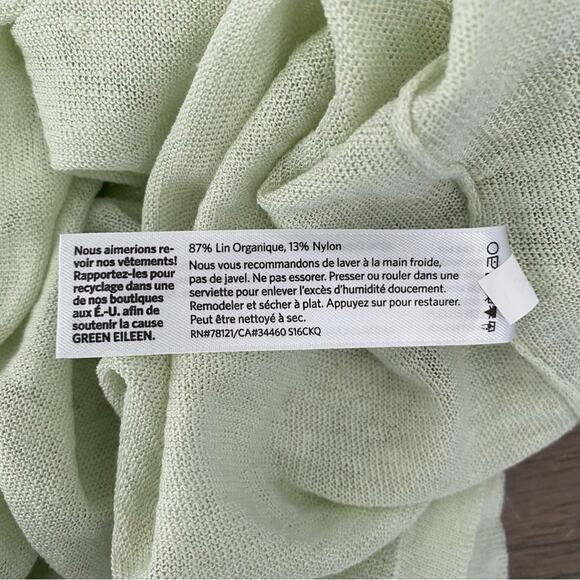 Nous aimerions re-
voir nos vêtements!
Rapportez-les pour
recyclage dans une
de nos boutiques
aux É.-U. afin de
soutenir la cause
GREEN EILEEN.
87% Lin Organique, 13% Nylon
Nous vous recommandons de laver à la main froide,
pas de javel. Ne pas essorer. Presser ou rouler dans une
serviette pour enlever l'excès d'humidité doucement.
Remodeler et sécher à plat. Appuyez sur pour restaurer.
Peut être nettoyé à sec.
RN#78121/CA#34460 S16CKQ